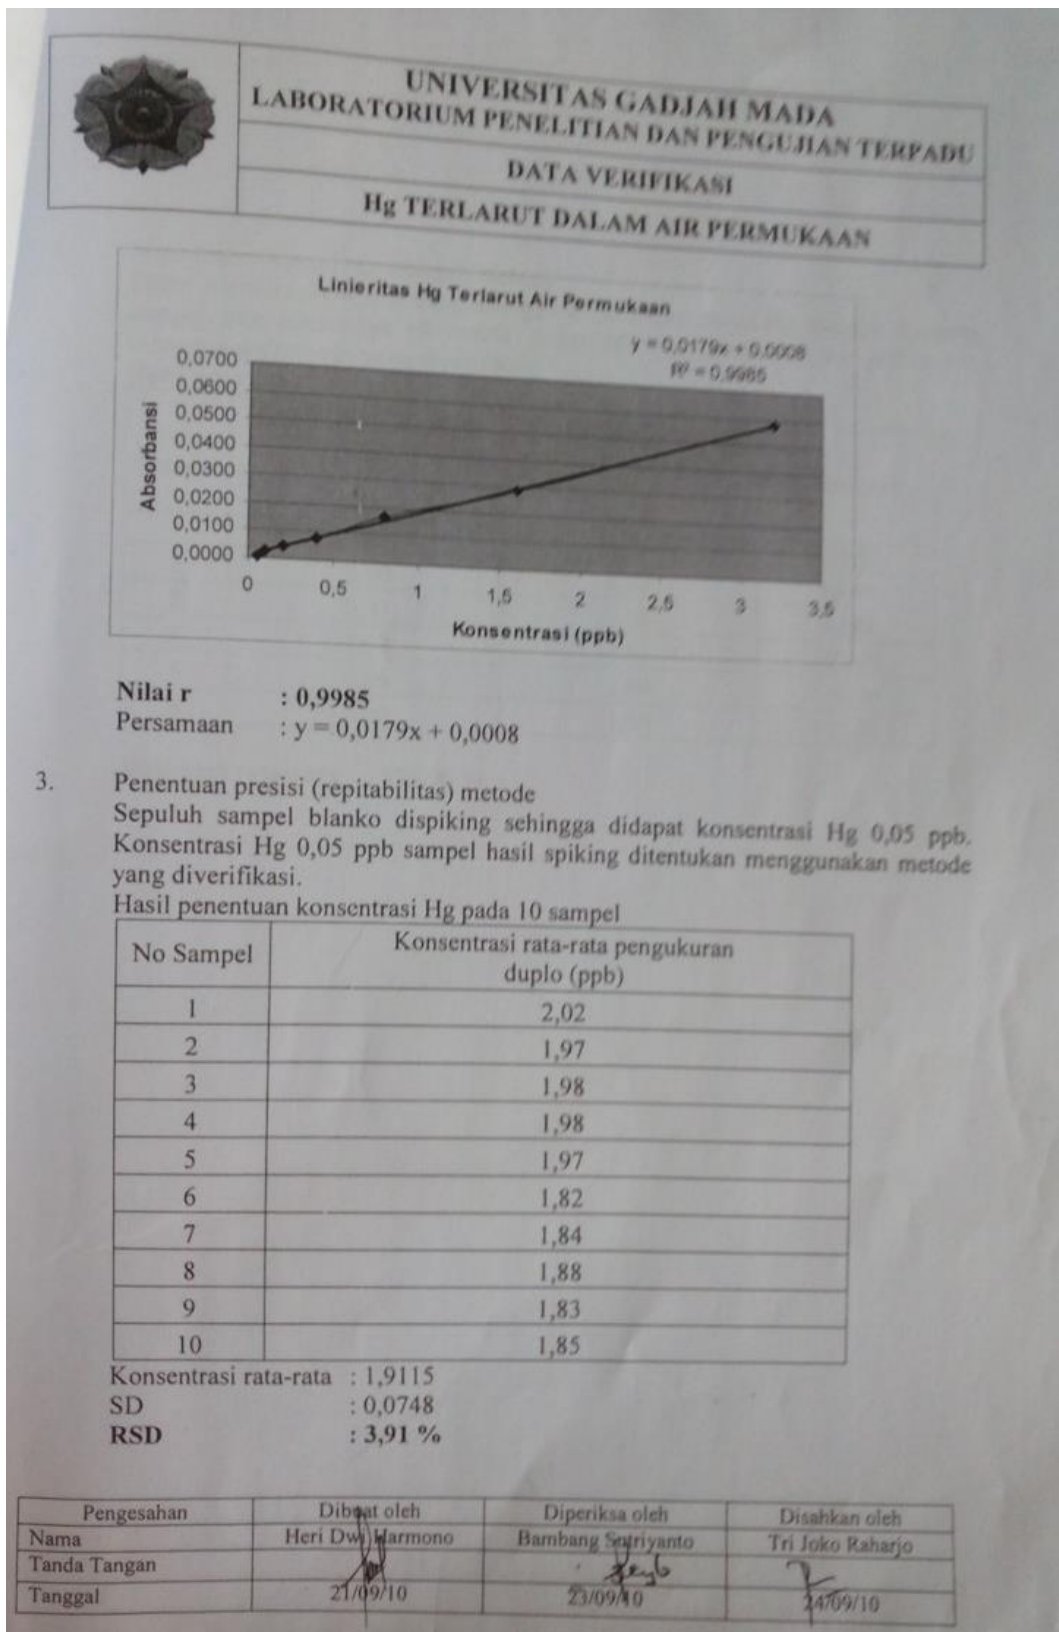 UNIVERSITAS GADJAH MADA
LABORATORIUM PENELITIAN DAN PENGUJIAN TERPADU
DATA VERIFIKASI
Hg TERLARUT DALAM AIR PERMUKAAN
Linieritas Hg Terlarut Air Permukaan
y = 0,0179x + 0,0008
R² = 0,9985
Absorbansi
0,0700
0,0600
0,0500
0,0400
0,0300
0,0200
0,0100
0,0000
0 0,5 1 1,5 2 2,5 3 3,5
Konsentrasi (ppb)
Nilai r : 0,9985
Persamaan : y = 0,0179x + 0,0008
3. Penentuan presisi (repitabilitas) metode
Sepuluh sampel blanko dispiking sehingga didapat konsentrasi Hg 0,05 ppb.
Konsentrasi Hg 0,05 ppb sampel hasil spiking ditentukan menggunakan metode
yang diverifikasi.
Hasil penentuan konsentrasi Hg pada 10 sampel
No Sampel Konsentrasi rata-rata pengukuran
duplo (ppb)
1 2,02
2 1,97
3 1,98
4 1,98
5 1,97
6 1,82
7 1,84
8 1,88
9 1,83
10 1,85
Konsentrasi rata-rata : 1,9115
SD : 0,0748
RSD : 3,91 %
Pengesahan Dibuat oleh Diperiksa oleh Disahkan oleh
Nama Heri Dwi Harmono Bambang Sutriyanto Tri Joko Raharjo
Tanda Tangan
Tanggal 21/09/10 23/09/10 24/09/10